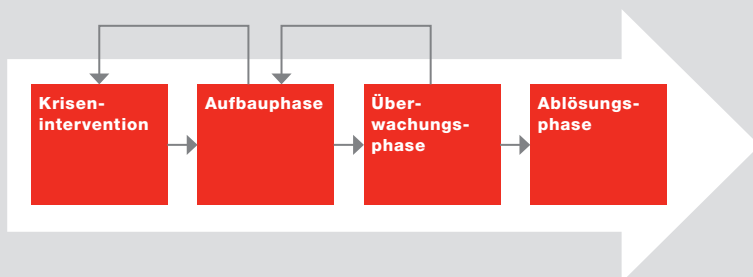 Krisen-
intervention
Aufbauphase
Über-
wachungs-
phase
Ablösungs-
phase